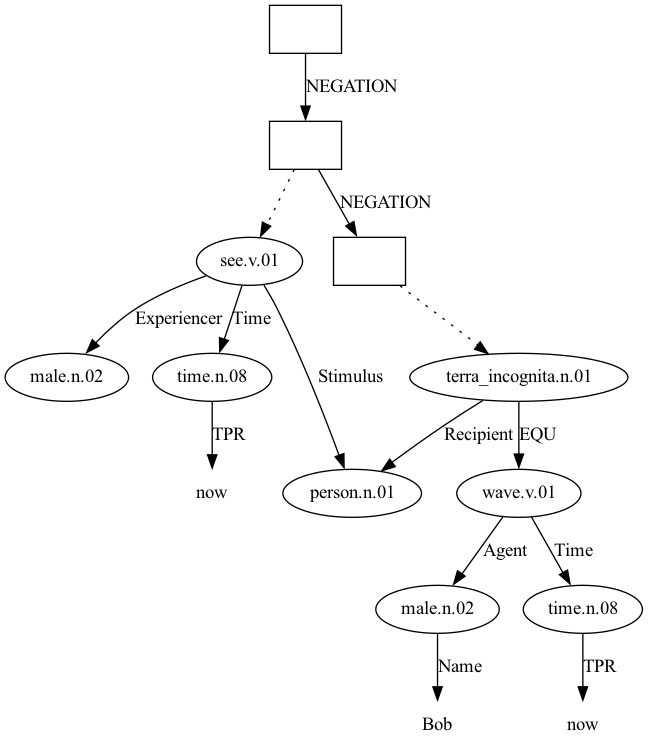 NEGATION
NEGATION
see.v.01
Experiencer Time
male.n.02 time.n.08 Stimulus terra_incognita.n.01
TPR Recipient EQU
now person.n.01 wave.v.01
Agent Time
male.n.02 time.n.08
Name TPR
Bob now